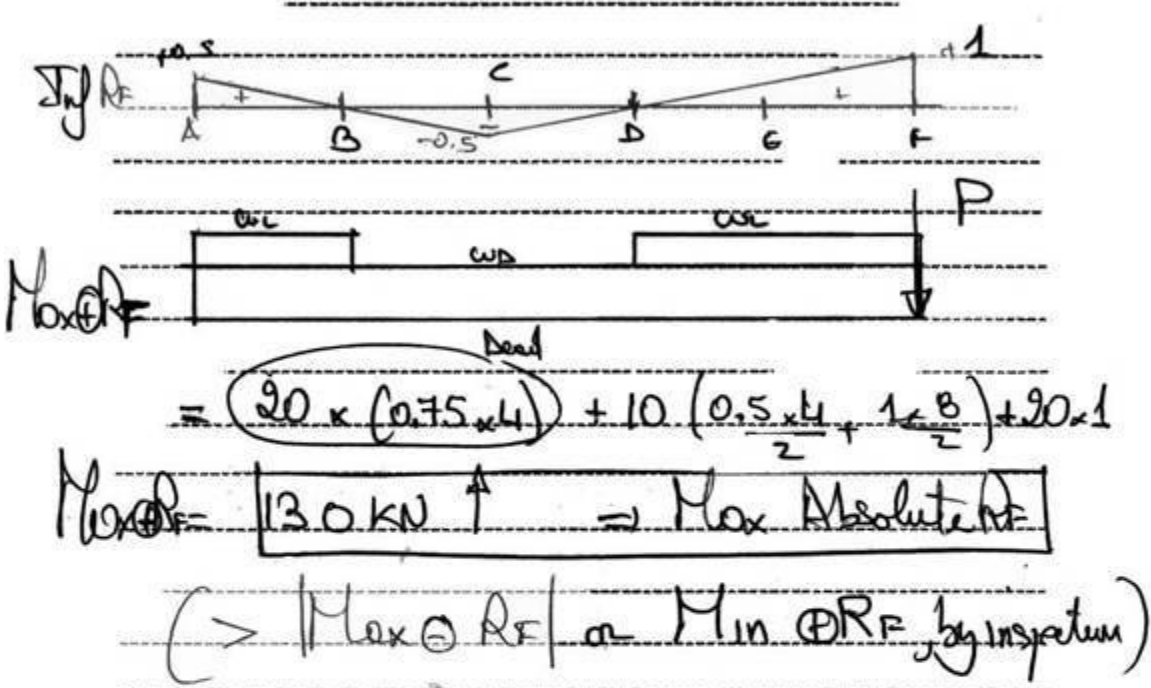 +0.5 C + 1
Inf RF + - +
A B -0.5 D E F
P
WL WL
WD
Max ⊕ RF =
Dead
= 20 x (0.75 x 4) + 10 (0.5 x 4 / 2 + 1 x 8 / 2) + 20 x 1
Max ⊕ RF = 130 KN ↑ => Max Absolute RF
( > |Max ⊖ RF| or Min ⊕ RF, by inspectum)